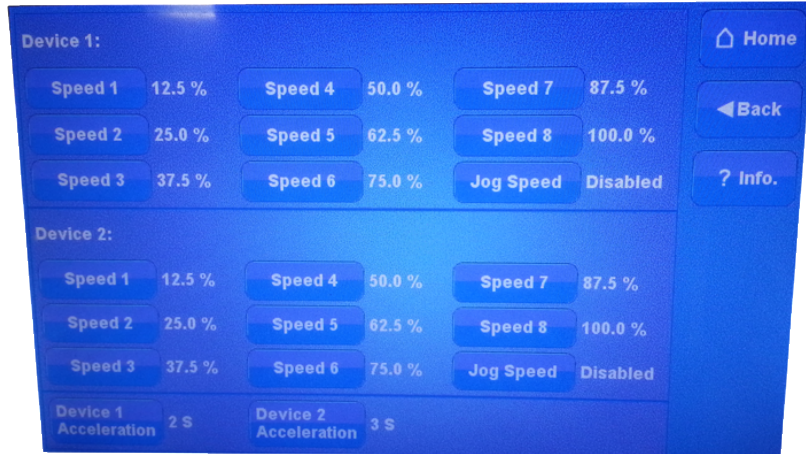 Device 1:
Home
Speed 1 12.5 % Speed 4 50.0 % Speed 7 87.5 %
Back
Speed 2 25.0 % Speed 5 62.5 % Speed 8 100.0 %
Speed 3 37.5 % Speed 6 75.0 % Jog Speed Disabled
? Info.
Device 2:
Speed 1 12.5 % Speed 4 50.0 % Speed 7 87.5 %
Speed 2 25.0 % Speed 5 62.5 % Speed 8 100.0 %
Speed 3 37.5 % Speed 6 75.0 % Jog Speed Disabled
Device 1
Acceleration 2 S
Device 2
Acceleration 3 S